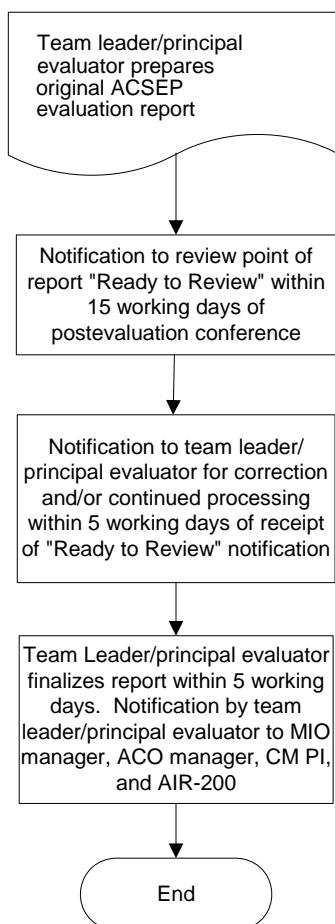 Team leader/principal
evaluator prepares
original ACSEP
evaluation report
Notification to review point of
report "Ready to Review" within
15 working days of
postevaluation conference
Notification to team leader/
principal evaluator for correction
and/or continued processing
within 5 working days of receipt
of "Ready to Review" notification
Team Leader/principal evaluator
finalizes report within 5 working
days. Notification by team
leader/principal evaluator to MIO
manager, ACO manager, CM PI,
and AIR-200
End